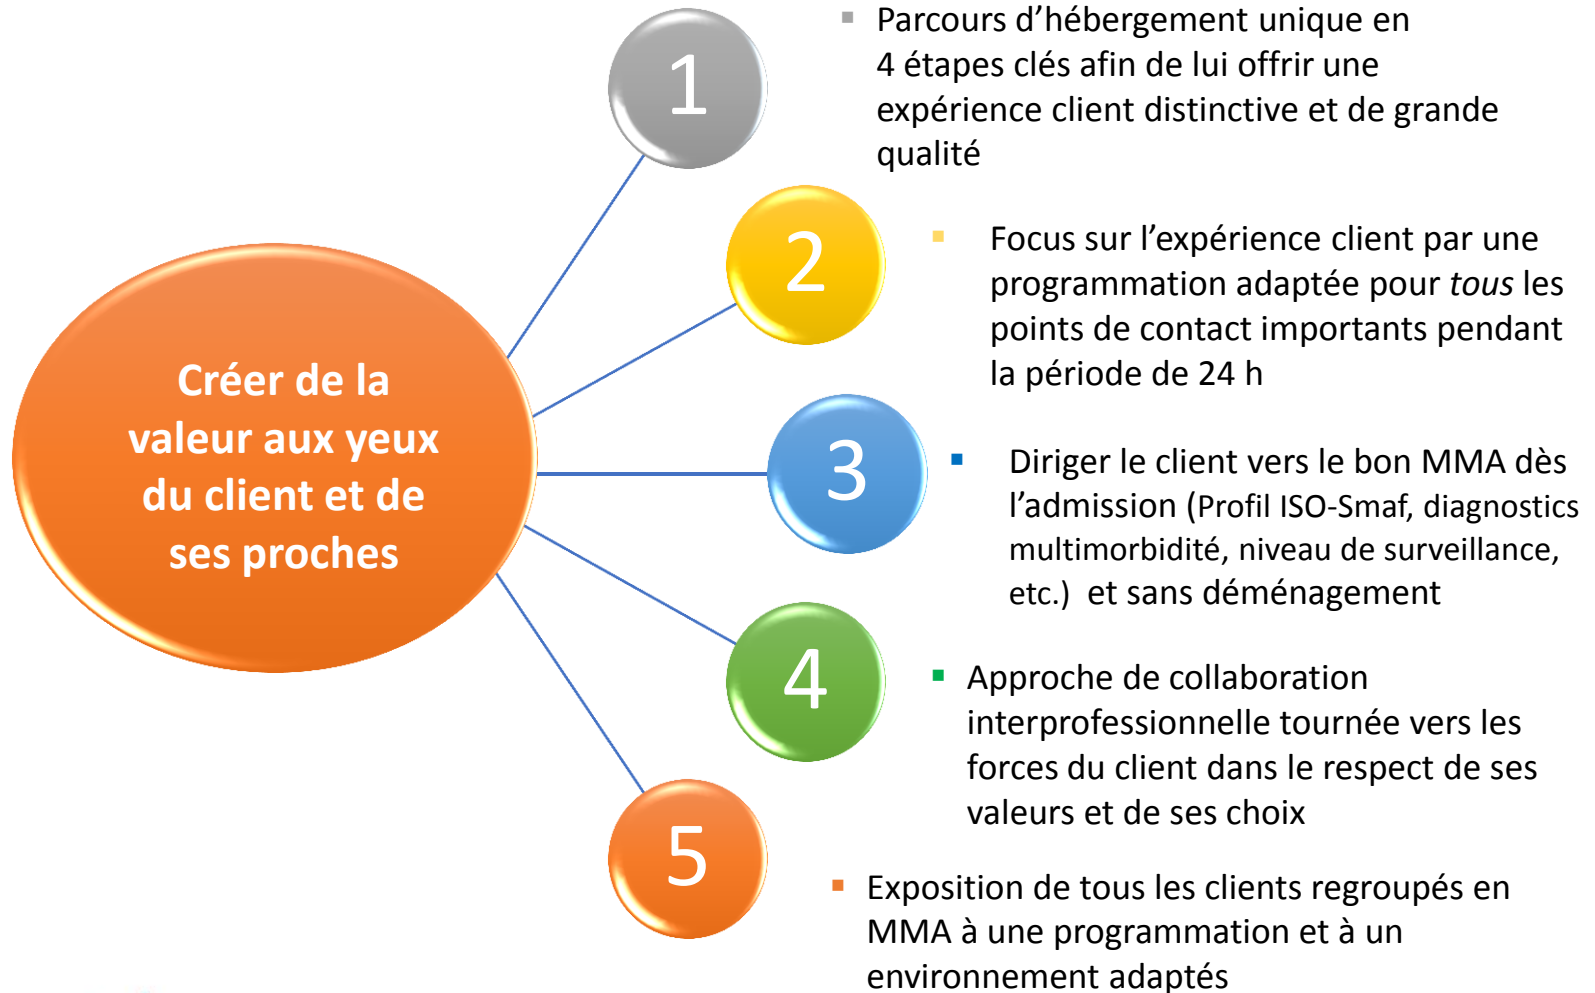 Créer de la
valeur aux yeux
du client et de
ses proches
1
▪ Parcours d’hébergement unique en
4 étapes clés afin de lui offrir une
expérience client distinctive et de grande
qualité
2
▪ Focus sur l’expérience client par une
programmation adaptée pour tous les
points de contact importants pendant
la période de 24 h
3
▪ Diriger le client vers le bon MMA dès
l’admission (Profil ISO-Smaf, diagnostics
multimorbidité, niveau de surveillance,
etc.) et sans déménagement
4
▪ Approche de collaboration
interprofessionnelle tournée vers les
forces du client dans le respect de ses
valeurs et de ses choix
5
▪ Exposition de tous les clients regroupés en
MMA à une programmation et à un
environnement adaptés